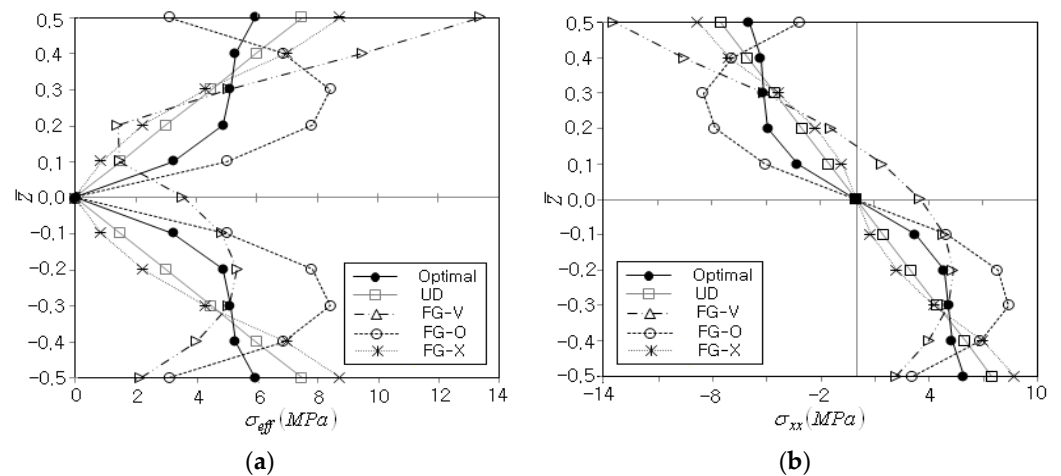 0.5
0.4
0.3
0.2
0.1
0.0
-0.1
-0.2
-0.3
-0.4
-0.5
z̅
0 2 4 6 8 10 12 14
σeff (MPa)
Optimal
UD
FG-V
FG-O
FG-X
(a)
0.5
0.4
0.3
0.2
0.1
0.0
-0.1
-0.2
-0.3
-0.4
-0.5
z̅
-14 -8 -2 4 10
σxx (MPa)
Optimal
UD
FG-V
FG-O
FG-X
(b)